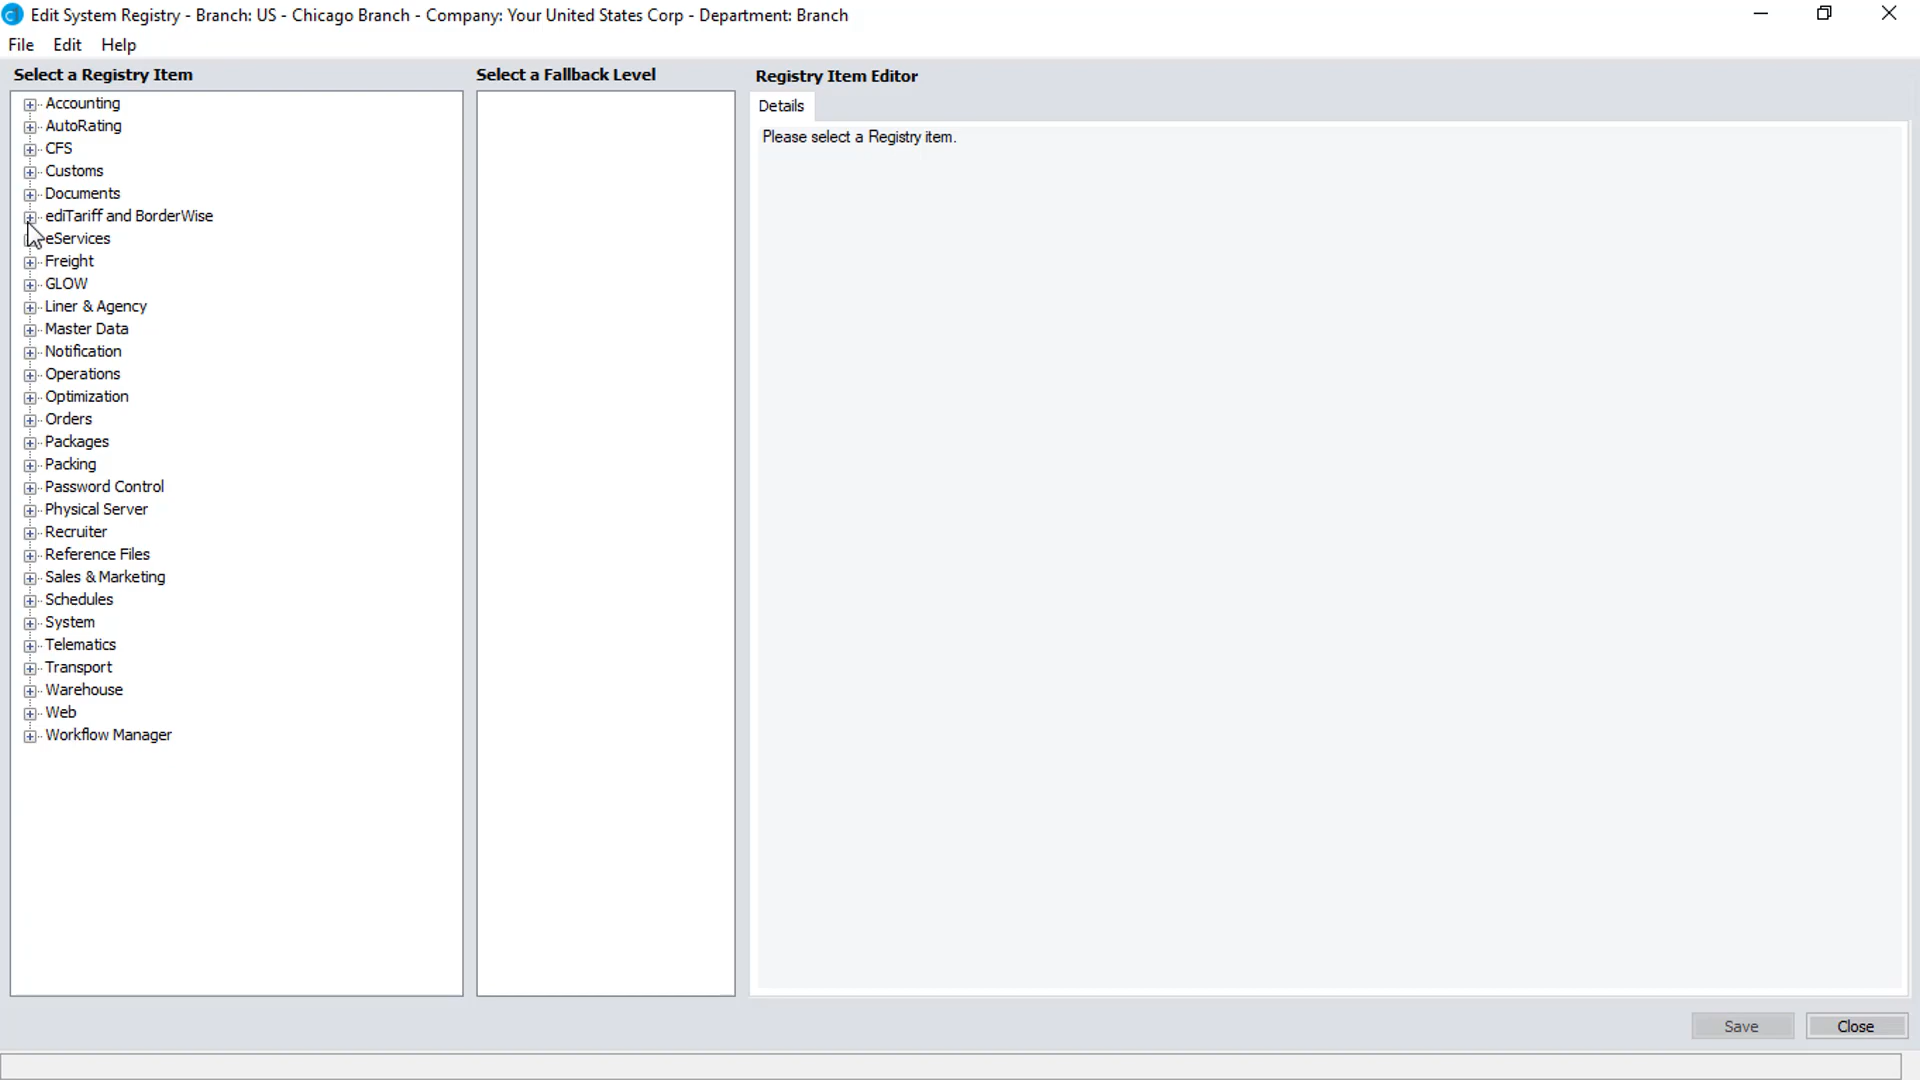 Edit System Registry - Branch: US - Chicago Branch - Company: Your United States Corp - Department: Branch
File Edit Help
Select a Registry Item
Accounting
AutoRating
CFS
Customs
Documents
ediTariff and BorderWise
eServices
Freight
GLOW
Liner & Agency
Master Data
Notification
Operations
Optimization
Orders
Packages
Packing
Password Control
Physical Server
Recruiter
Reference Files
Sales & Marketing
Schedules
System
Telematics
Transport
Warehouse
Web
Workflow Manager
Select a Fallback Level
Registry Item Editor
Details
Please select a Registry item.
Save Close